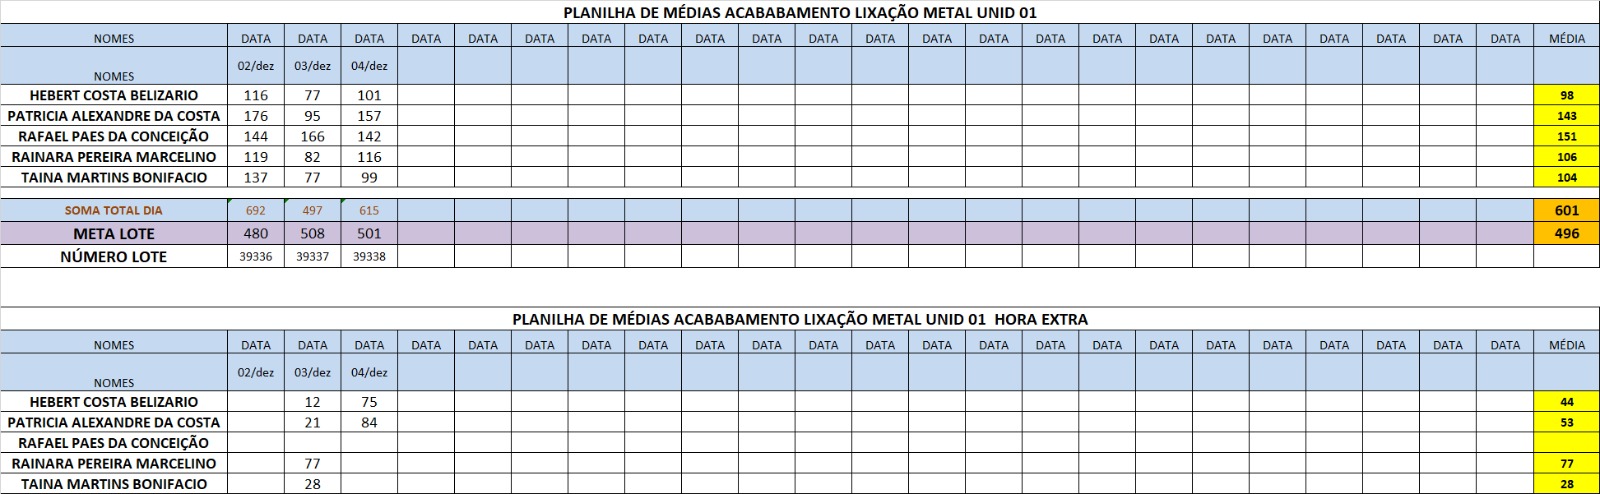 PLANILHA DE MÉDIAS ACABABAMENTO LIXAÇÃO METAL UNID 01
NOMES DATA DATA DATA DATA DATA DATA DATA DATA DATA DATA DATA DATA DATA DATA DATA DATA DATA DATA DATA DATA DATA DATA DATA MÉDIA
NOMES 02/dez 03/dez 04/dez
HEBERT COSTA BELIZARIO 116 77 101 98
PATRICIA ALEXANDRE DA COSTA 176 95 157 143
RAFAEL PAES DA CONCEIÇÃO 144 166 142 151
RAINARA PEREIRA MARCELINO 119 82 116 106
TAINA MARTINS BONIFACIO 137 77 99 104
SOMA TOTAL DIA 692 497 615 601
META LOTE 480 508 501 496
NÚMERO LOTE 39336 39337 39338
PLANILHA DE MÉDIAS ACABABAMENTO LIXAÇÃO METAL UNID 01 HORA EXTRA
NOMES DATA DATA DATA DATA DATA DATA DATA DATA DATA DATA DATA DATA DATA DATA DATA DATA DATA DATA DATA DATA DATA DATA DATA MÉDIA
NOMES 02/dez 03/dez 04/dez
HEBERT COSTA BELIZARIO 12 75 44
PATRICIA ALEXANDRE DA COSTA 21 84 53
RAFAEL PAES DA CONCEIÇÃO
RAINARA PEREIRA MARCELINO 77 77
TAINA MARTINS BONIFACIO 28 28